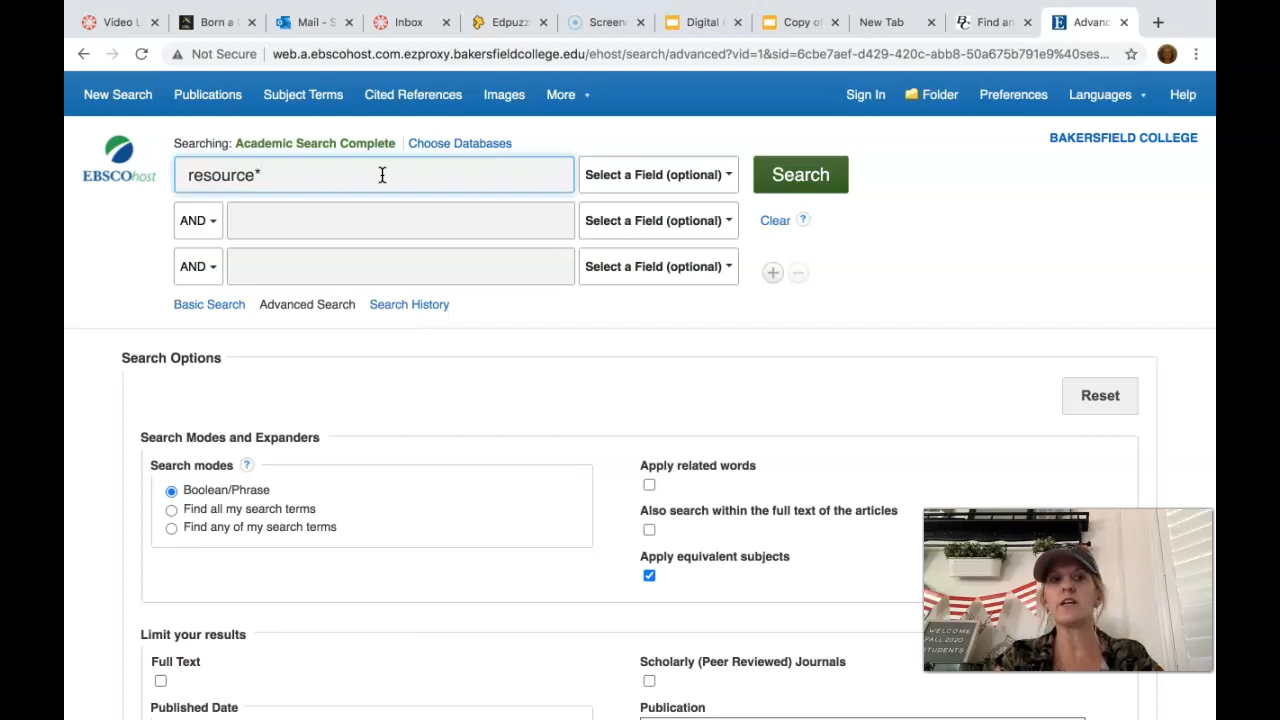 Video L
Born a
Mail - S
Inbox
Edpuzz
Screen
Digital
Copy of
New Tab
Find an
Advanc
Not Secure
web.a.ebscohost.com.ezproxy.bakersfieldcollege.edu/ehost/search/advanced?vid=1&sid=6cbe7aef-d429-420c-abb8-50a675b791e9%40ses...
New Search Publications Subject Terms Cited References Images More Sign In Folder Preferences Languages Help
Searching: Academic Search Complete Choose Databases
BAKERSFIELD COLLEGE
EBSCOhost
resource* Select a Field (optional) Search
AND Select a Field (optional) Clear ?
AND Select a Field (optional)
Basic Search Advanced Search Search History
Search Options
Reset
Search Modes and Expanders
Search modes ?
Boolean/Phrase
Find all my search terms
Find any of my search terms
Apply related words
Also search within the full text of the articles
Apply equivalent subjects
Limit your results
Full Text
Scholarly (Peer Reviewed) Journals
Published Date
Publication
WELCOME
FALL 2020
STUDENTS